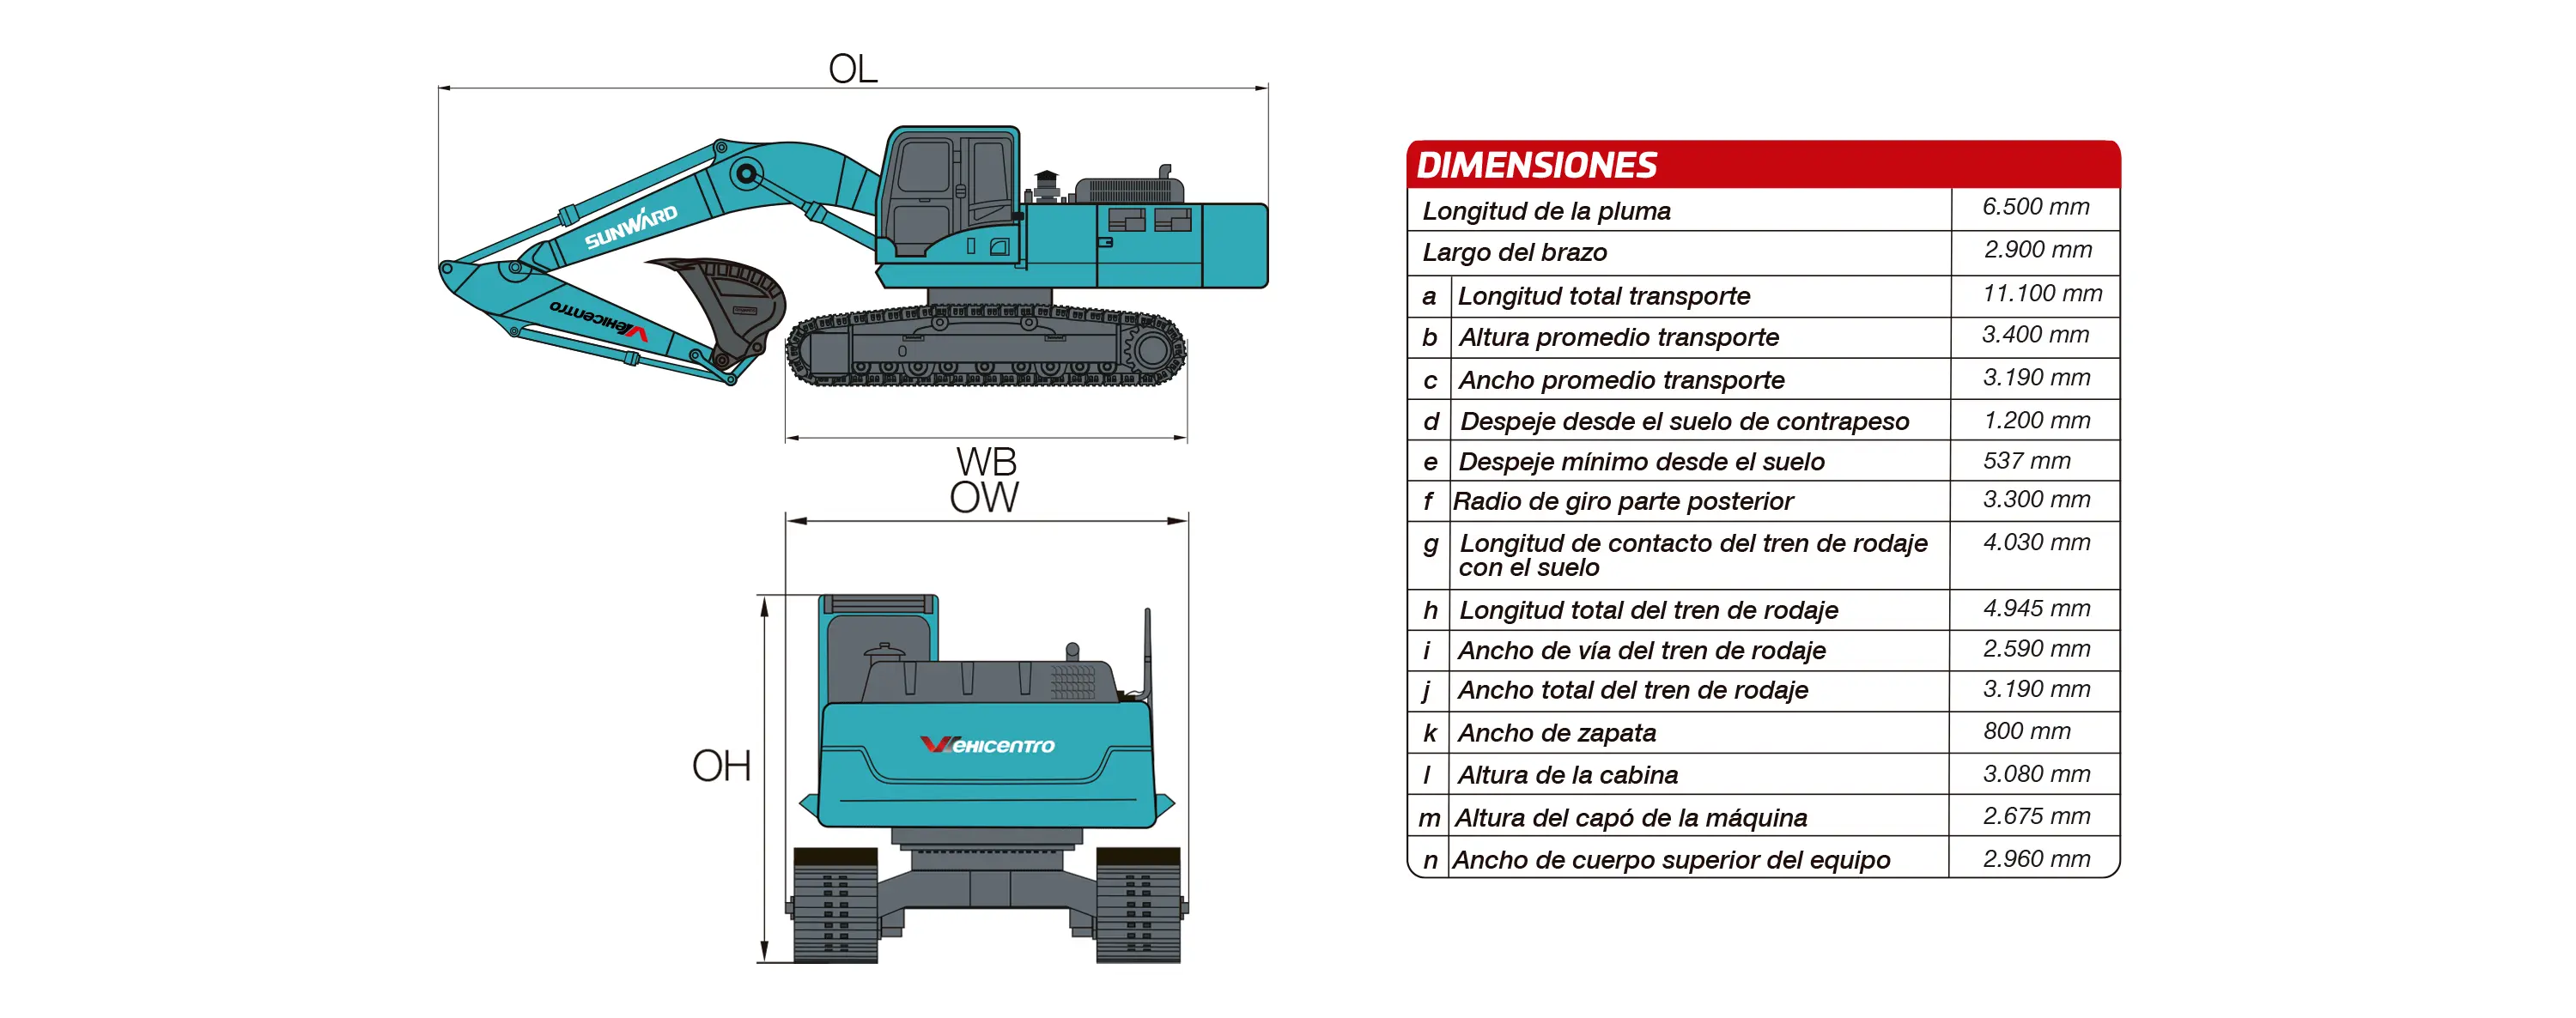 OL
SUNWARD
VEHICENTRO
WB
OW
OH
VEHICENTRO
DIMENSIONES
Longitud de la pluma 6.500 mm
Largo del brazo 2.900 mm
a Longitud total transporte 11.100 mm
b Altura promedio transporte 3.400 mm
c Ancho promedio transporte 3.190 mm
d Despeje desde el suelo de contrapeso 1.200 mm
e Despeje mínimo desde el suelo 537 mm
f Radio de giro parte posterior 3.300 mm
g Longitud de contacto del tren de rodaje 4.030 mm
con el suelo
h Longitud total del tren de rodaje 4.945 mm
i Ancho de vía del tren de rodaje 2.590 mm
j Ancho total del tren de rodaje 3.190 mm
k Ancho de zapata 800 mm
l Altura de la cabina 3.080 mm
m Altura del capó de la máquina 2.675 mm
n Ancho de cuerpo superior del equipo 2.960 mm